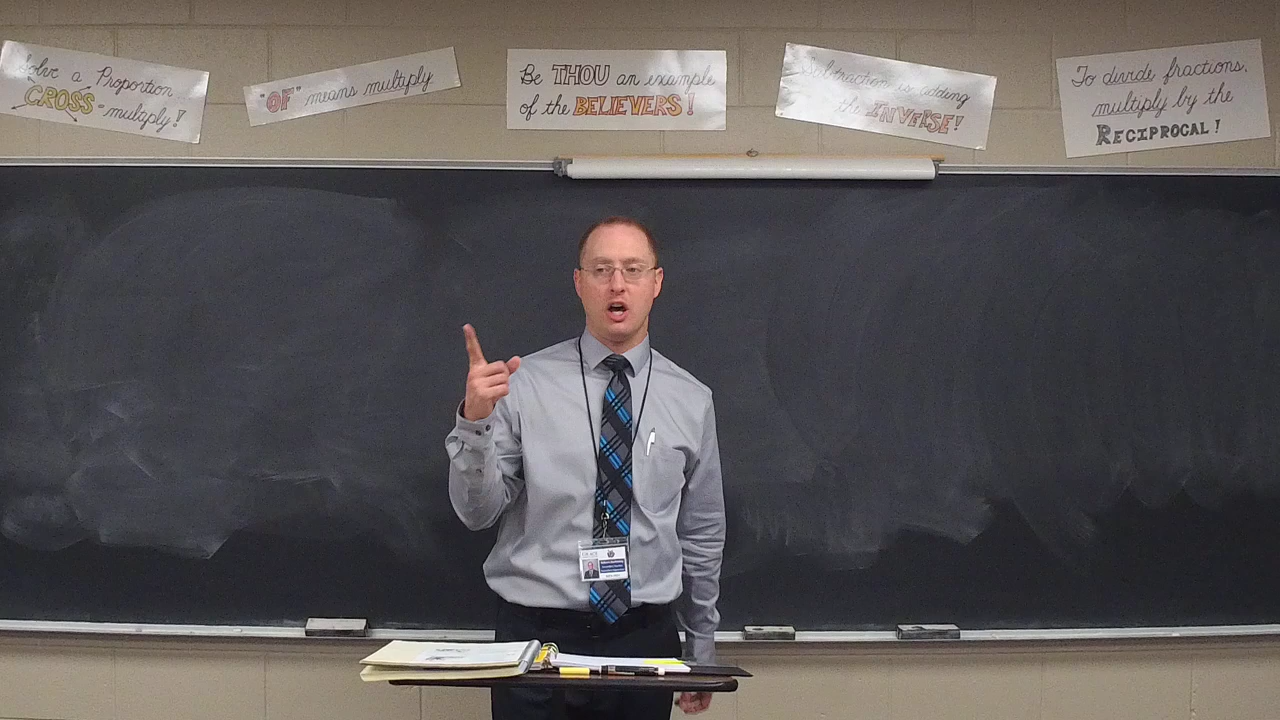 Solve a Proportion
CROSS-multiply!
"OF" means multiply
Be THOU an example
of the BELIEVERS!
Subtraction is adding
the INVERSE!
To divide fractions,
multiply by the
RECIPROCAL!